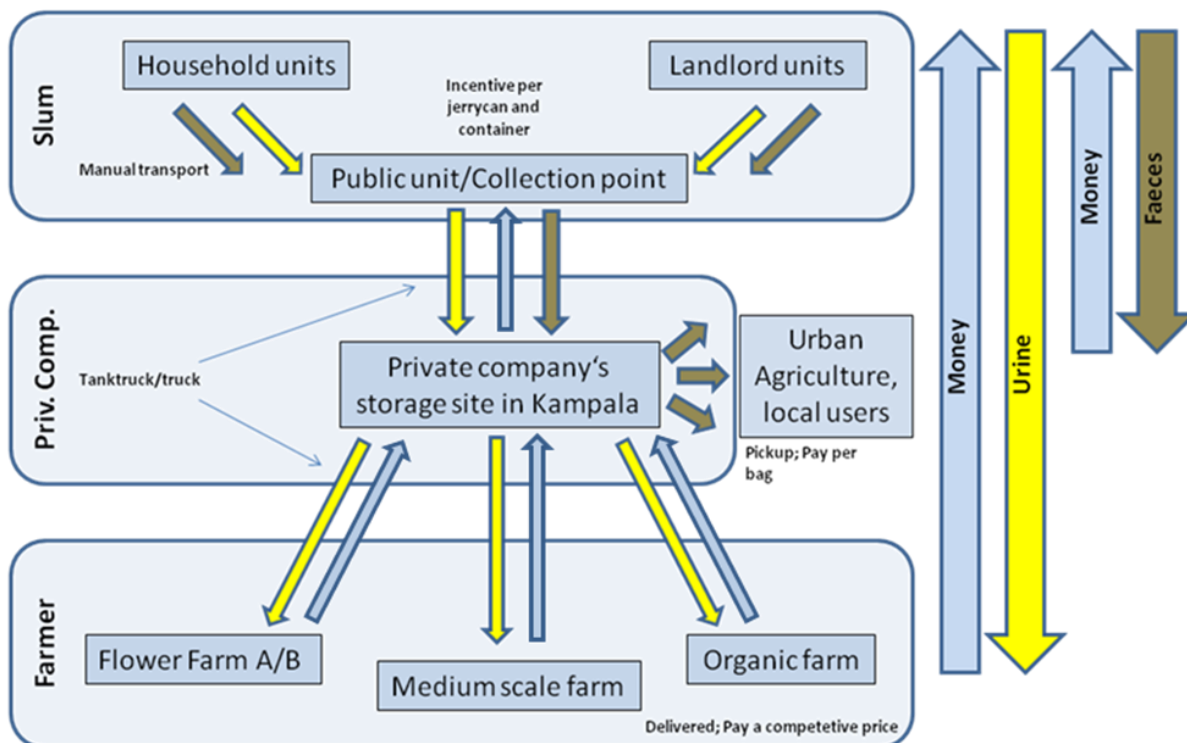 Slum
Household units
Landlord units
Incentive per
jerrycan and
container
Manual transport
Public unit/Collection point
Priv. Comp.
Tanktruck/truck
Private company‘s
storage site in Kampala
Urban
Agriculture,
local users
Pickup; Pay per
bag
Farmer
Flower Farm A/B
Medium scale farm
Organic farm
Delivered; Pay a competetive price
Money
Urine
Money
Faeces